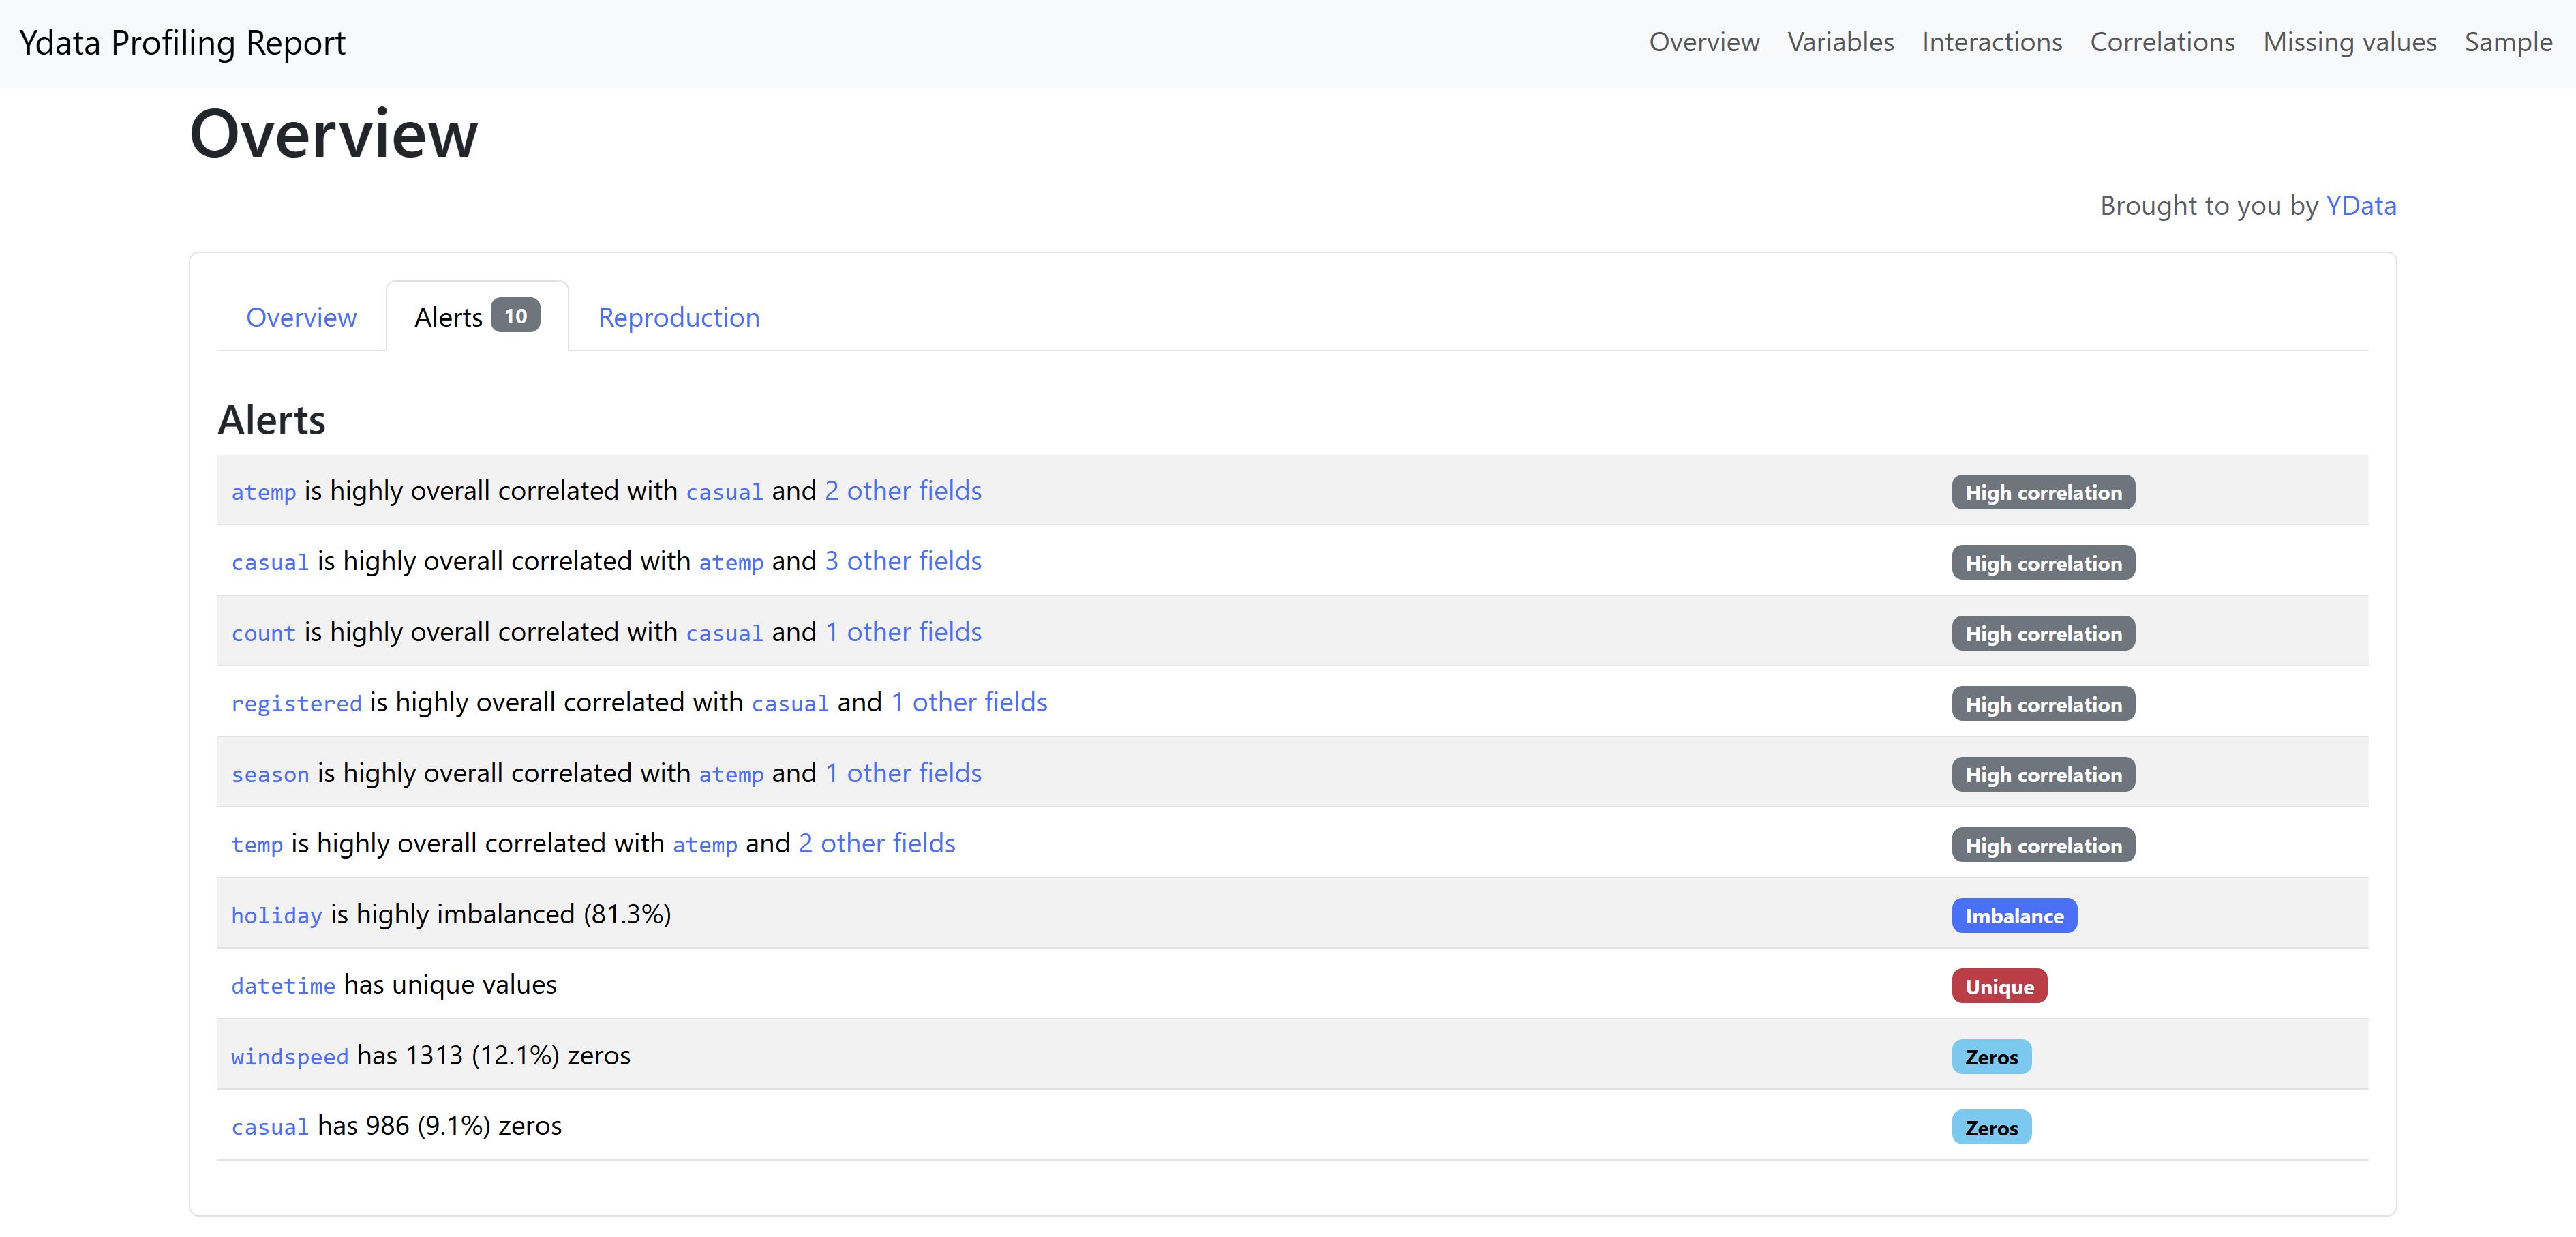 Ydata Profiling Report Overview Variables Interactions Correlations Missing values Sample
Overview
Brought to you by YData
Overview Alerts 10 Reproduction
Alerts
atemp is highly overall correlated with casual and 2 other fields High correlation
casual is highly overall correlated with atemp and 3 other fields High correlation
count is highly overall correlated with casual and 1 other fields High correlation
registered is highly overall correlated with casual and 1 other fields High correlation
season is highly overall correlated with atemp and 1 other fields High correlation
temp is highly overall correlated with atemp and 2 other fields High correlation
holiday is highly imbalanced (81.3%) Imbalance
datetime has unique values Unique
windspeed has 1313 (12.1%) zeros Zeros
casual has 986 (9.1%) zeros Zeros